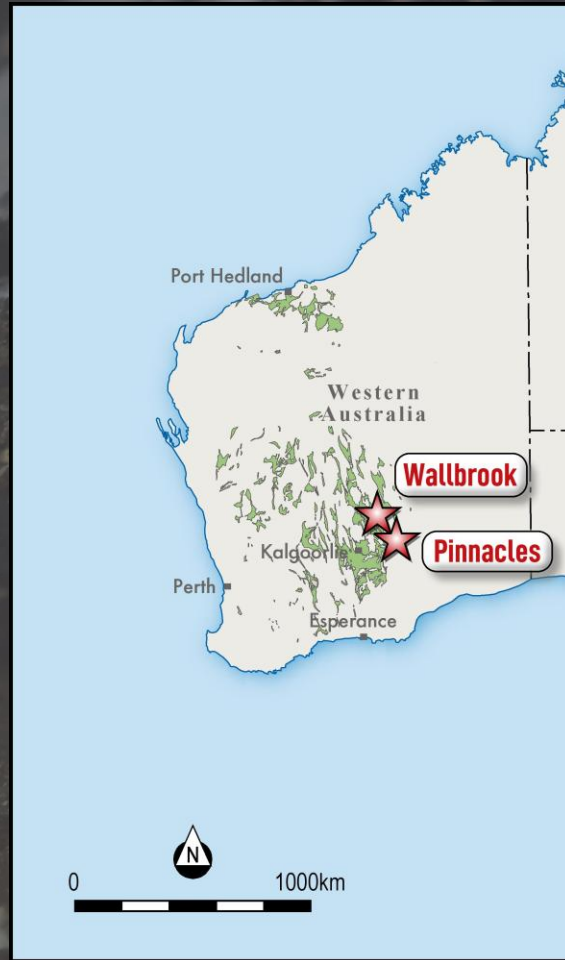 Port Hedland
Western
Australia
Wallbrook
Kalgoorlie
Pinnacles
Perth
Esperance
N
0 1000km